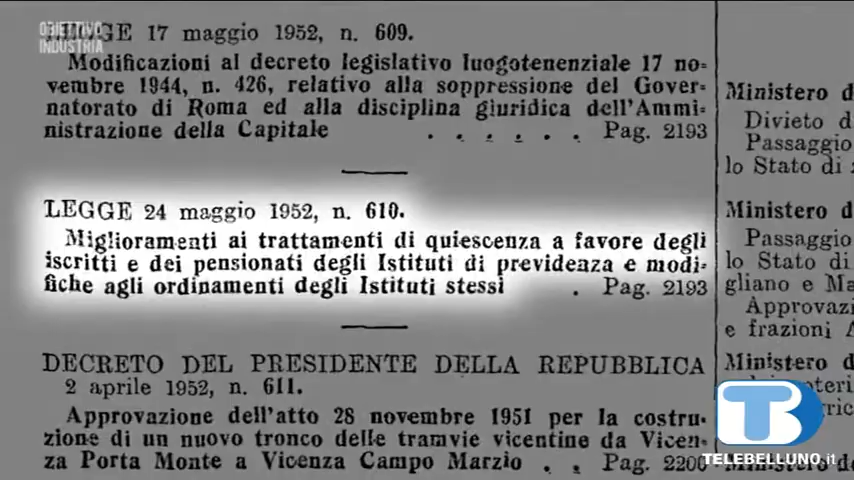 OBIETTIVO
INDUSTRIA
LEGGE 17 maggio 1952, n. 609.
Modificazioni al decreto legislativo luogotenenziale 17 no-
vembre 1944, n. 426, relativo alla soppressione del Gover-
natorato di Roma ed alla disciplina giuridica dell'Ammi-
nistrazione della Capitale . . . . . . Pag. 2193
LEGGE 24 maggio 1952, n. 610.
Miglioramenti ai trattamenti di quiescenza a favore degli
iscritti e dei pensionati degli Istituti di previdenza e modi-
fiche agli ordinamenti degli Istituti stessi . Pag. 2193
DECRETO DEL PRESIDENTE DELLA REPUBBLICA
2 aprile 1952, n. 611.
Approvazione dell'atto 28 novembre 1951 per la costru-
zione di un nuovo tronco delle tramvie vicentine da Vicen-
za Porta Monte a Vicenza Campo Marzio . . Pag. 2200
Ministero d
Divieto d
Passaggio
lo Stato di
Ministero d
Passaggio
lo Stato di
gliano e Ma
Approvazio
e frazioni
Ministero d
TB
TELEBELLUNO.it